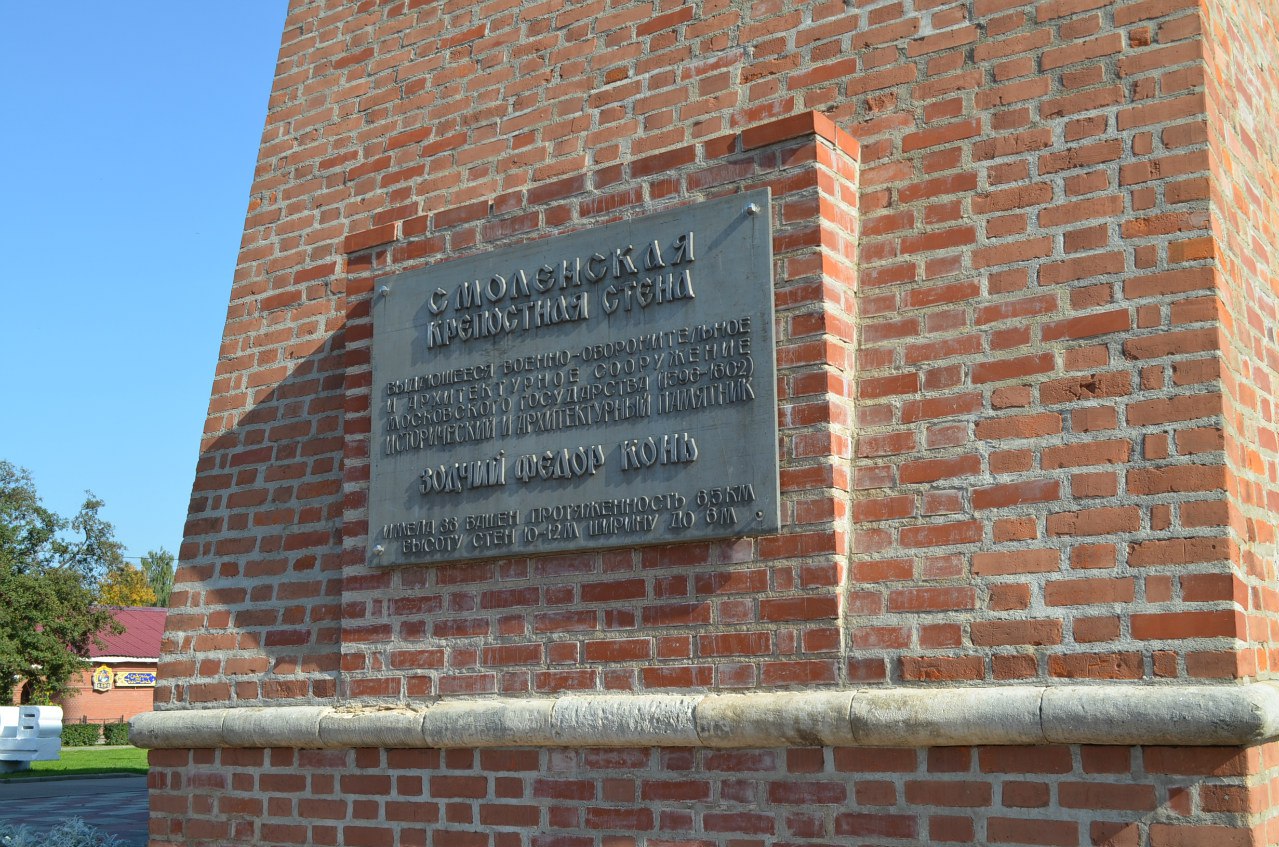 СМОЛЕНСКАЯ
КРЕПОСТНАЯ СТЕНА
ВЫДАЮЩЕЕСЯ ВОЕННО-ОБОРОНИТЕЛЬНОЕ
И АРХИТЕКТУРНОЕ СООРУЖЕНИЕ
МОСКОВСКОГО ГОСУДАРСТВА (1596-1602)
ИСТОРИЧЕСКИЙ И АРХИТЕКТУРНЫЙ ПАМЯТНИК
ЗОДЧИЙ ФЕДОР КОНЬ
ИМЕЛА 38 БАШЕН ПРОТЯЖЕННОСТЬ 6,5 КМ
ВЫСОТУ СТЕН 10-12 М ШИРИНУ ДО 6 М